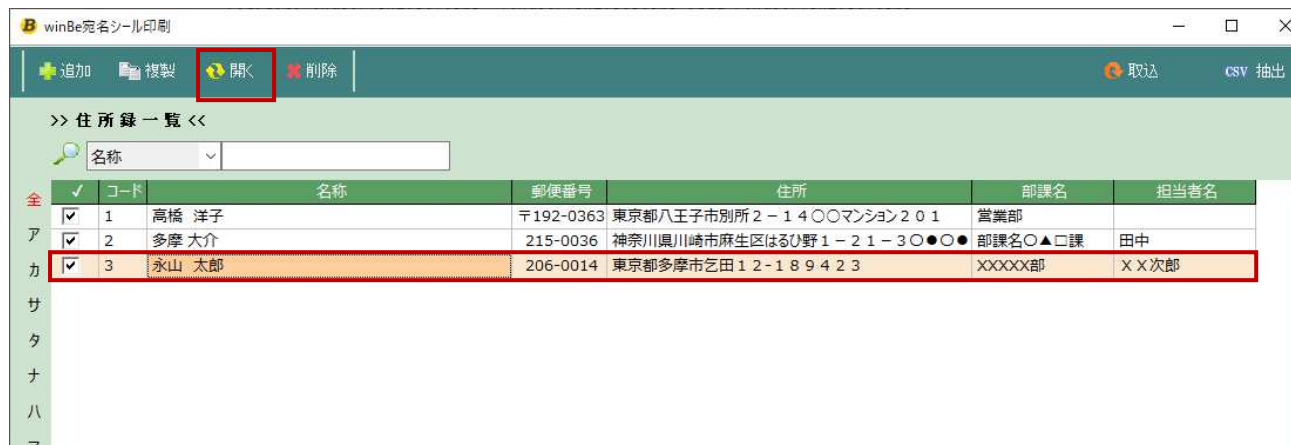 B winBe宛名シール印刷
追加 複製 開く 削除 取込 CSV 抽出
>> 住 所 録 一 覧 <<
名称
✓ コード 名称 郵便番号 住所 部課名 担当者名
1 高橋 洋子 〒192-0363 東京都八王子市別所２－１４〇〇マンション２０１ 営業部
2 多摩 大介 215-0036 神奈川県川崎市麻生区はるひ野１－２１－３〇●〇● 部課名〇▲□課 田中
3 永山 太郎 206-0014 東京都多摩市乞田１２-１８９４２３ XXXXX部 ＸＸ次郎
全
ア
カ
サ
タ
ナ
ハ